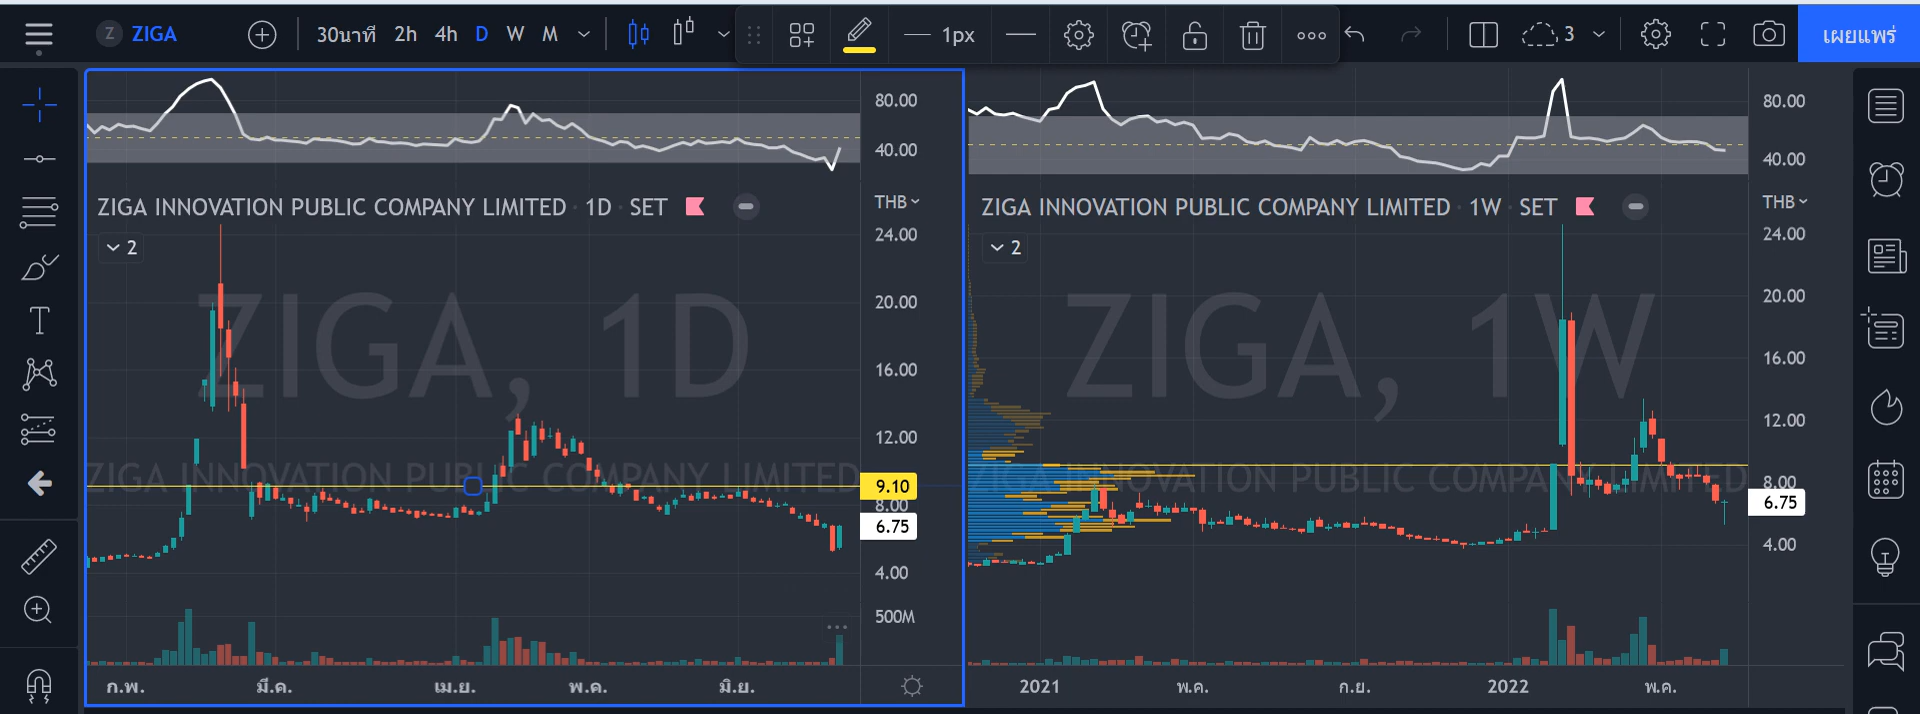 Z ZIGA 30นาที 2h 4h D W M 1px 3 เผยแพร่
80.00
40.00
ZIGA INNOVATION PUBLIC COMPANY LIMITED · 1D · SET
THB
2
24.00
20.00
16.00
12.00
9.10
8.00
6.75
4.00
500M
ZIGA, 1D
ZIGA INNOVATION PUBLIC COMPANY LIMITED
ก.พ. มี.ค. เม.ย. พ.ค. มิ.ย.
80.00
40.00
ZIGA INNOVATION PUBLIC COMPANY LIMITED · 1W · SET
THB
2
24.00
20.00
16.00
12.00
8.00
6.75
4.00
ZIGA, 1W
ZIGA INNOVATION PUBLIC COMPANY LIMITED
2021 พ.ค. ก.ย. 2022 พ.ค.